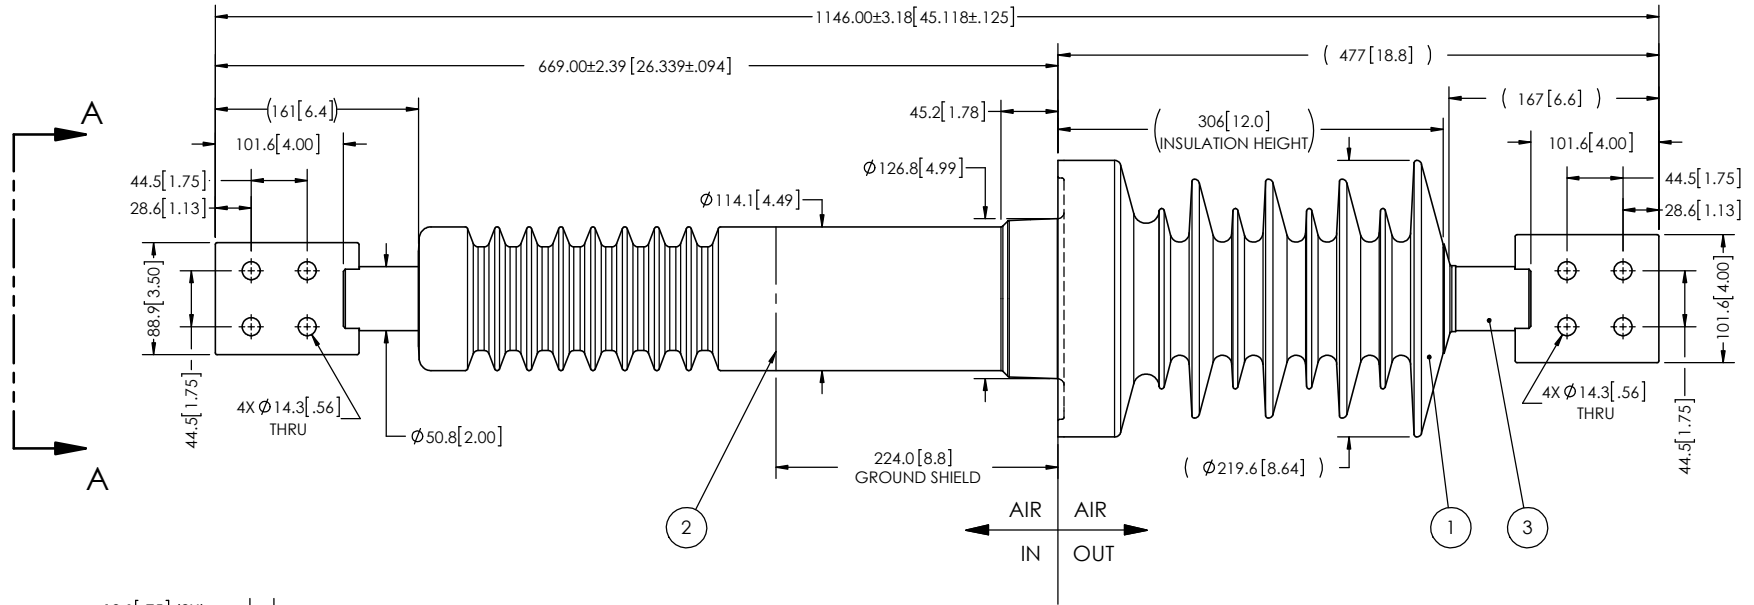 1146.00±3.18[45.118±.125]
( 477[18.8] )
669.00±2.39[26.339±.094]
(161[6.4])
45.2[1.78]
( 167[6.6] )
A
101.6[4.00]
( 306[12.0]
INSULATION HEIGHT)
101.6[4.00]
44.5[1.75]
Ø126.8[4.99]
44.5[1.75]
28.6[1.13]
Ø114.1[4.49]
28.6[1.13]
88.9[3.50]
101.6[4.00]
44.5[1.75]
4X Ø14.3[.56]
THRU
Ø50.8[2.00]
4X Ø14.3[.56]
THRU
44.5[1.75]
224.0[8.8]
GROUND SHIELD
( Ø219.6[8.64] )
A
2
AIR AIR
IN OUT
1
3